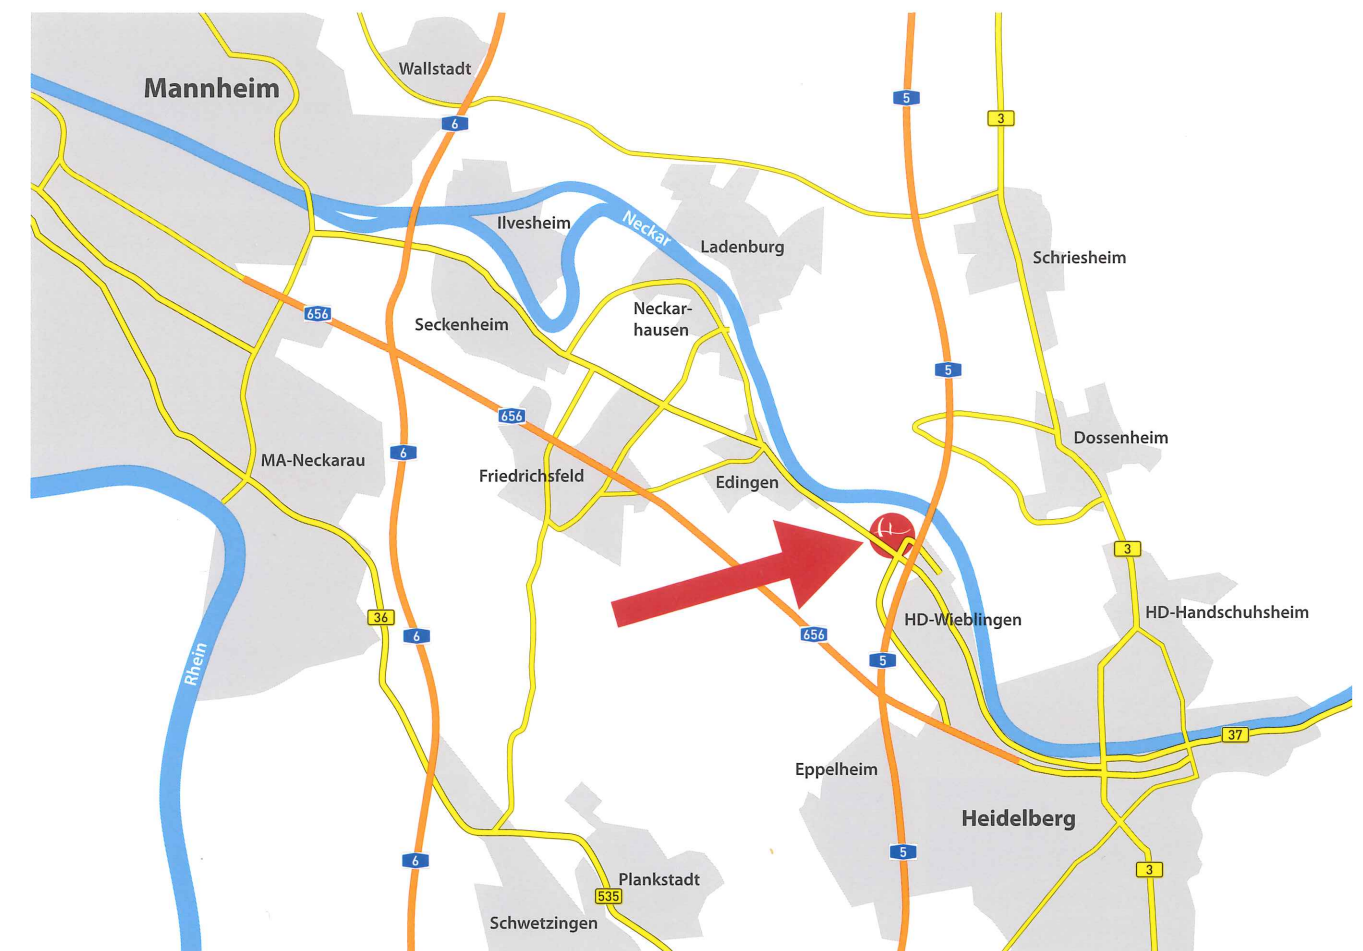 Wallstadt
Mannheim
5
3
6
Ilvesheim
Neckar
Ladenburg
Schriesheim
656
Neckar-
hausen
Seckenheim
5
656
6
MA-Neckarau
Friedrichsfeld
Edingen
Dossenheim
3
36
6
656
HD-Wieblingen
HD-Handschuhsheim
5
Rhein
37
Eppelheim
Heidelberg
6
5
3
535
Plankstadt
Schwetzingen